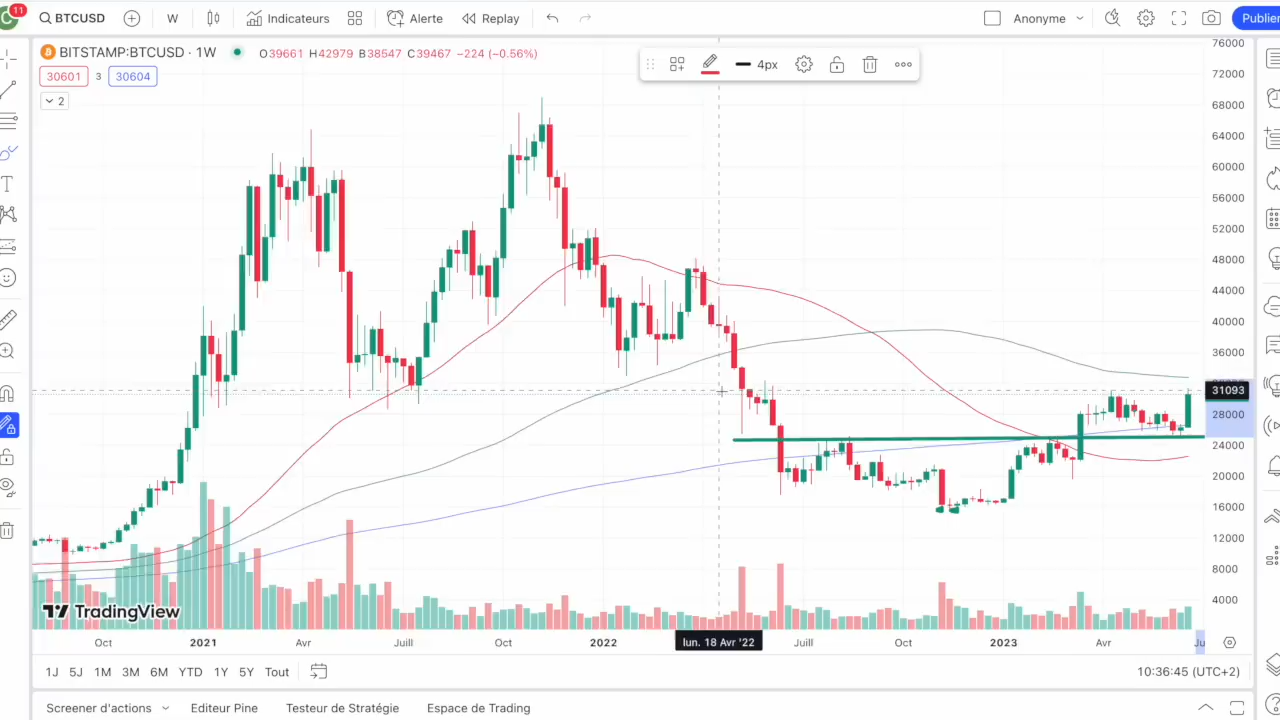 11
BTCUSD
W
Indicateurs
Alerte
Replay
Anonyme
Publier
BITSTAMP:BTCUSD · 1W
O39661 H42979 B38547 C39467 −224 (−0.56%)
30601
3
30604
2
4px
76000
72000
68000
64000
60000
56000
52000
48000
44000
40000
36000
31093
28000
24000
20000
16000
12000
8000
4000
TradingView
Oct
2021
Avr
Juill
Oct
2022
lun. 18 Avr '22
Juill
Oct
2023
Avr
Ju
1J
5J
1M
3M
6M
YTD
1Y
5Y
Tout
10:36:45 (UTC+2)
Screener d'actions
Editeur Pine
Testeur de Stratégie
Espace de Trading